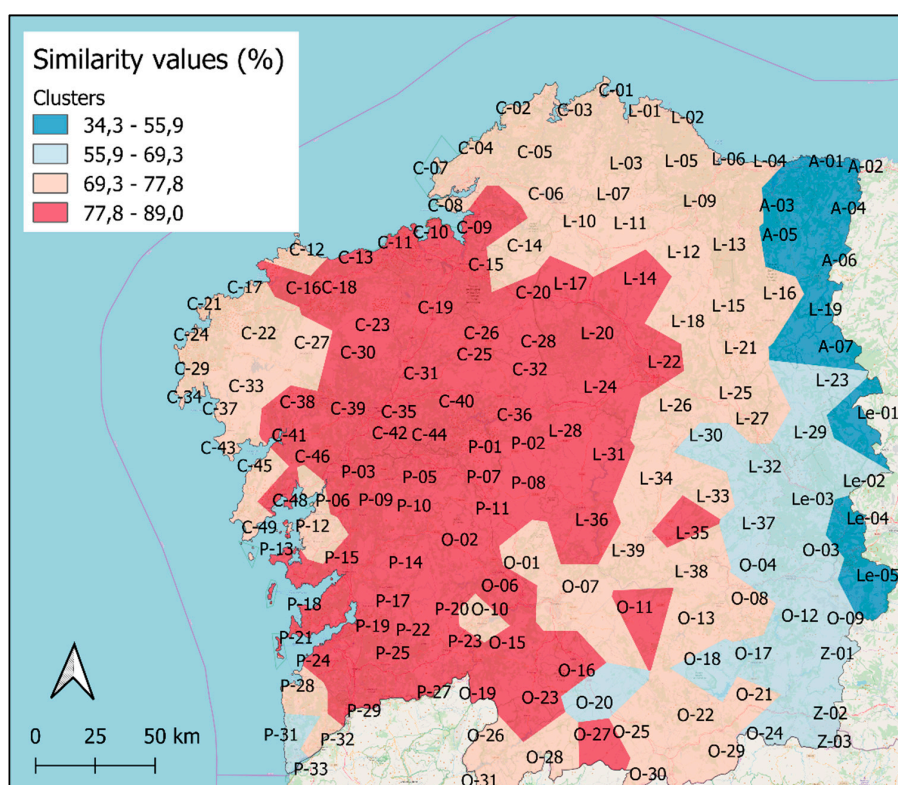 Similarity values (%)
Clusters
34,3 - 55,9
55,9 - 69,3
69,3 - 77,8
77,8 - 89,0
C-01
C-02 C-03 L-01 L-02
C-04 C-05 L-03 L-05 L-06 L-04 A-01 A-02
C-07 C-06 L-07 L-09 A-03 A-04
C-08 C-09 L-10 L-11
C-10 C-11 C-14 L-12 L-13 A-05
C-12 C-13 C-15 A-06
C-17 C-16 C-18 C-20 L-17 L-14 L-16
C-21 C-19 L-15 L-19
C-24 C-22 C-23 C-26 L-20 L-18
C-27 C-30 C-25 C-28 L-21 A-07
C-29 C-31 C-32 L-22 L-23
C-34 C-33 L-24 L-25
C-37 C-38 C-39 C-35 C-40 C-36 L-26 L-27 Le-01
C-41 C-42 C-44 P-01 P-02 L-28 L-30 L-29
C-43 C-46 L-31
C-45 P-03 P-05 P-07 P-08 L-34 L-32 Le-02
C-48 P-06 P-09 P-10 P-11 L-33 Le-03
C-49 P-12 L-36 L-35 L-37 Le-04
P-13 P-15 O-02 L-39 O-03
P-14 O-01 L-38 O-04 Le-05
P-18 P-17 O-06 O-07 O-08
P-20 O-10 O-11 O-13 O-12 O-09
P-21 P-19 P-22 P-23 O-15
P-24 P-25 O-16 O-18 O-17 Z-01
P-28 P-27 O-19 O-23 O-20 O-21
P-29 O-22 Z-02
P-31 P-32 O-26 O-27 O-25 O-24 Z-03
P-33 O-28 O-29
O-31 O-30
0 25 50 km